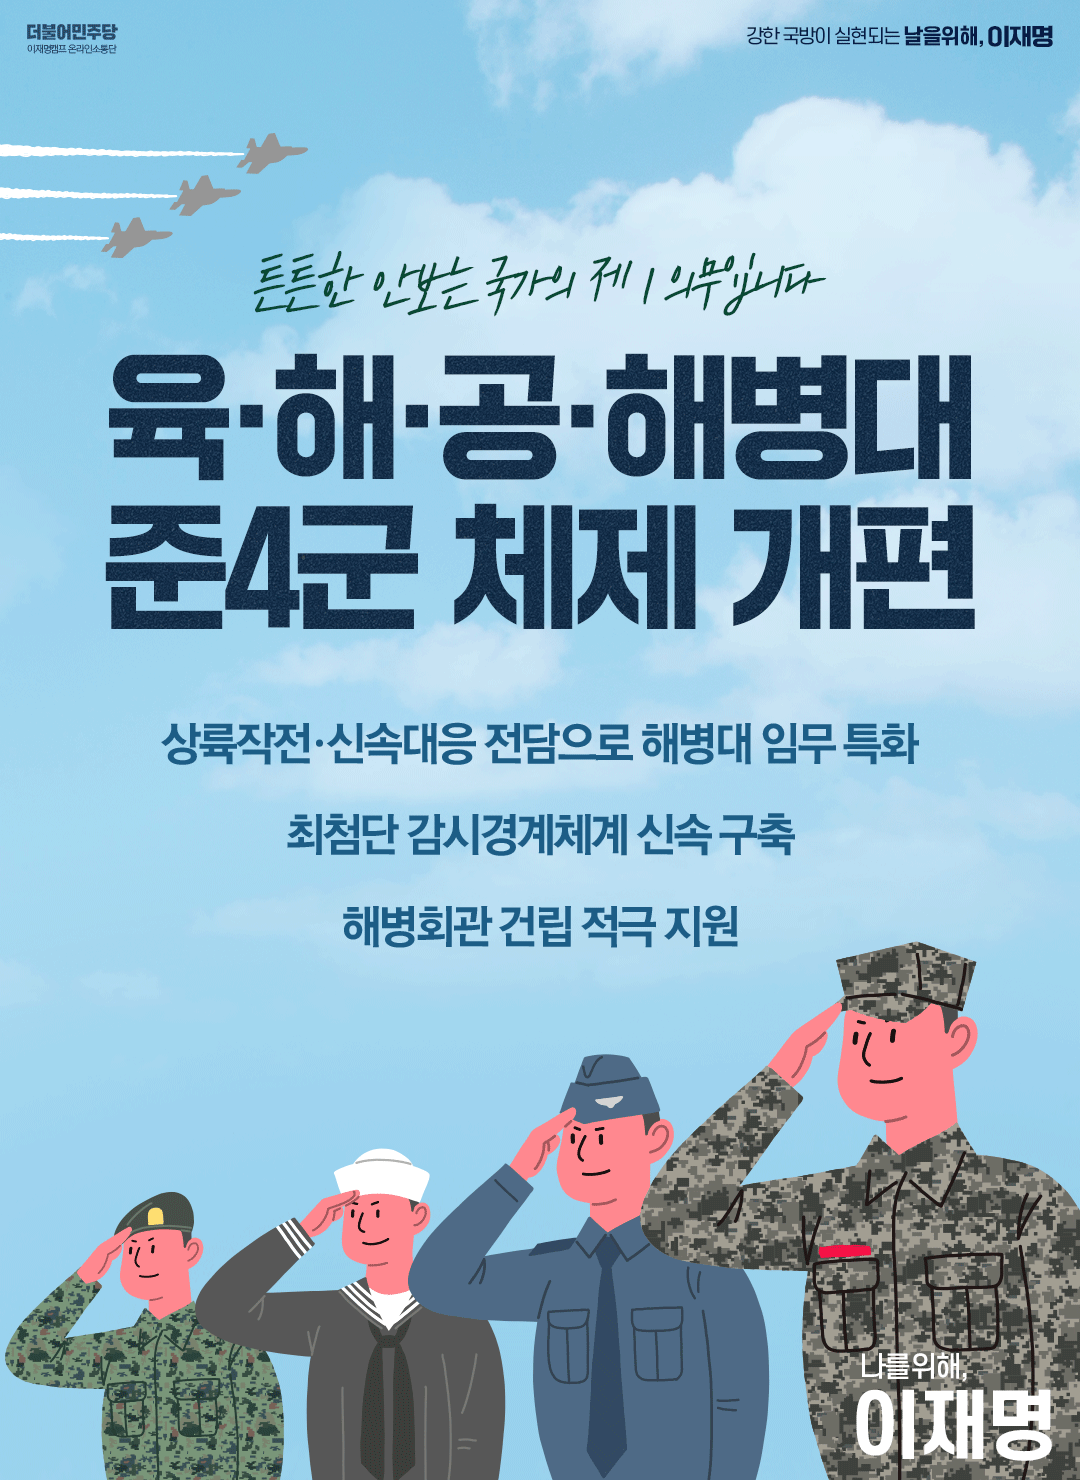 더불어민주당
이재명캠프 온라인소통단
강한 국방이 실현되는 날을위해, 이재명
튼튼한 안보는 국가의 제1 의무입니다
육·해·공·해병대
준4군 체제 개편
상륙작전·신속대응 전담으로 해병대 임무 특화
최첨단 감시경계체계 신속 구축
해병회관 건립 적극 지원
나를위해,
이재명